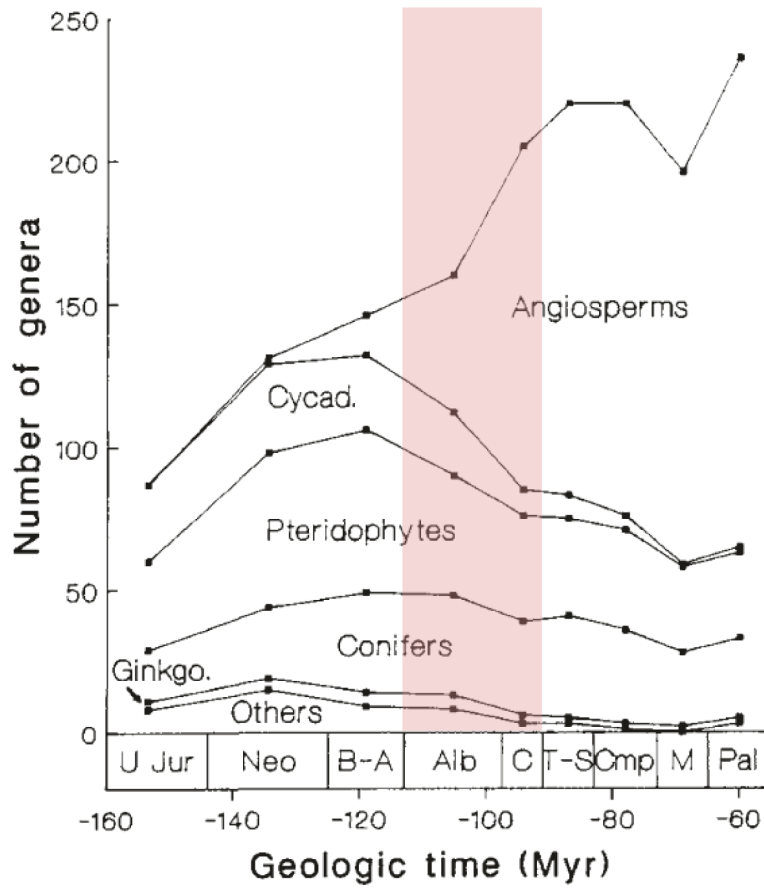 250
200
150
100
50
0
Number of genera
Angiosperms
Cycad.
Pteridophytes
Conifers
Ginkgo.
Others
U Jur Neo B-A Alb C T-S Cmp M Pal
-160 -140 -120 -100 -80 -60
Geologic time (Myr)